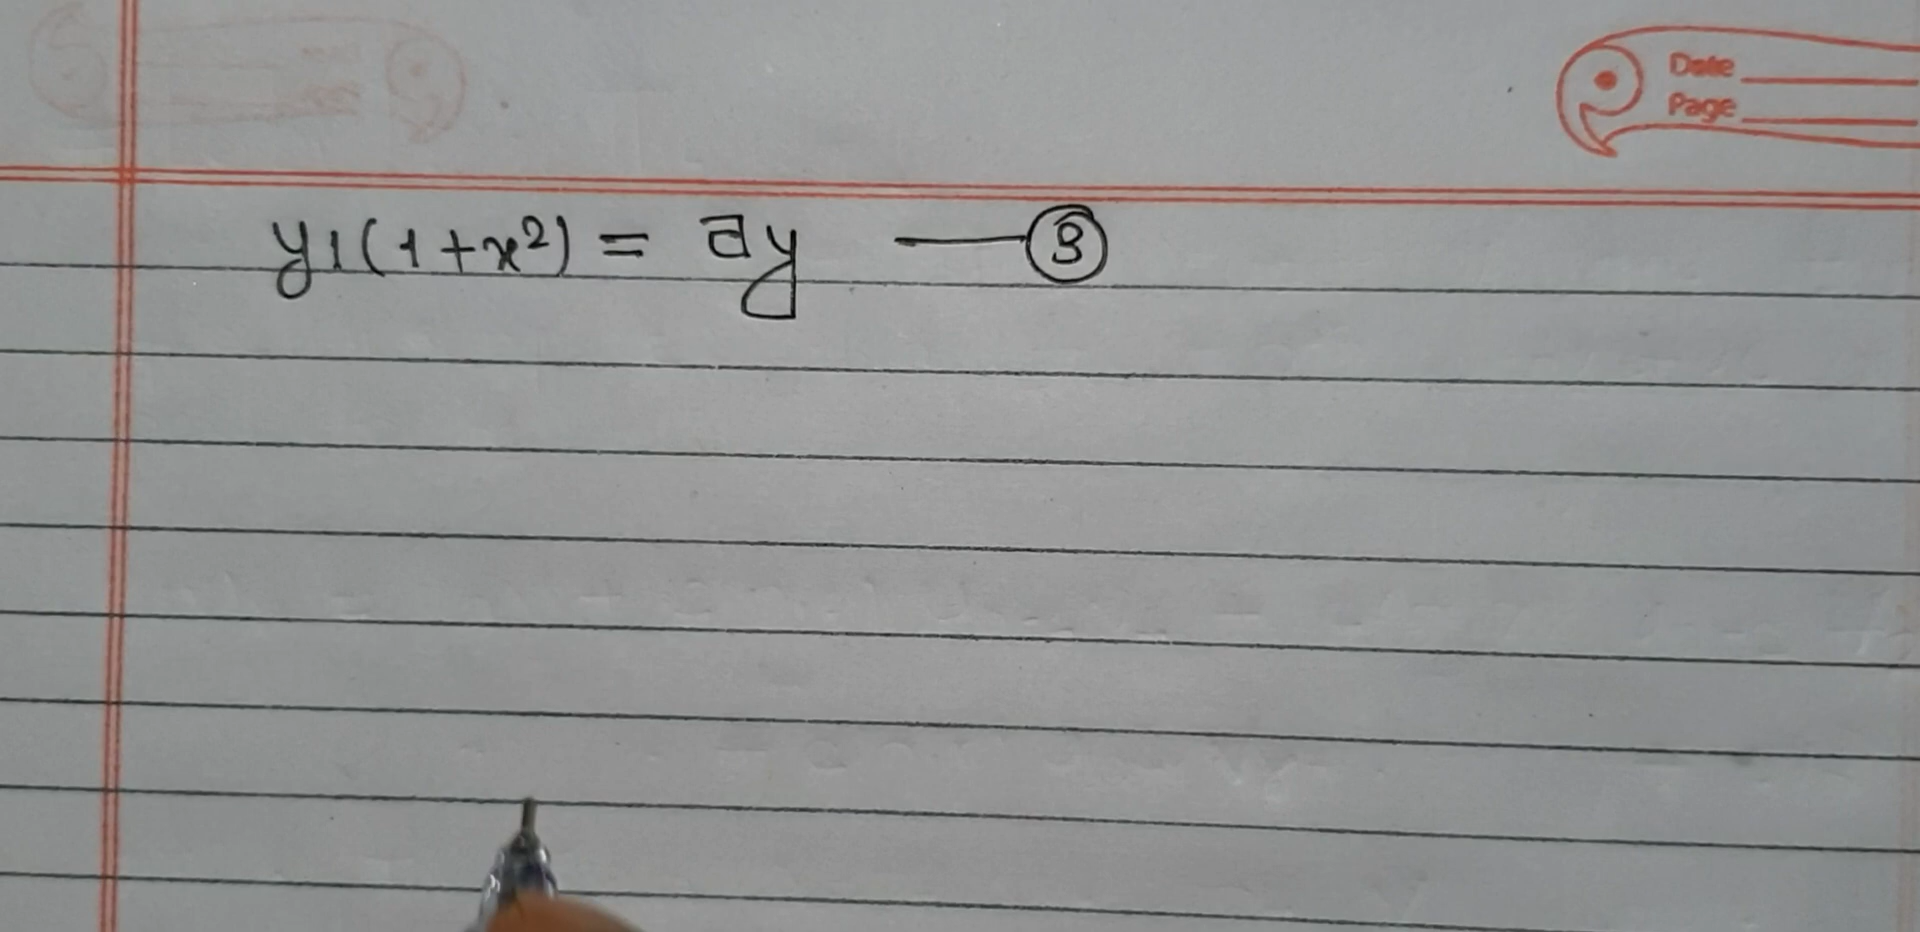 Date
Page
y1(1+x²) = ay —③